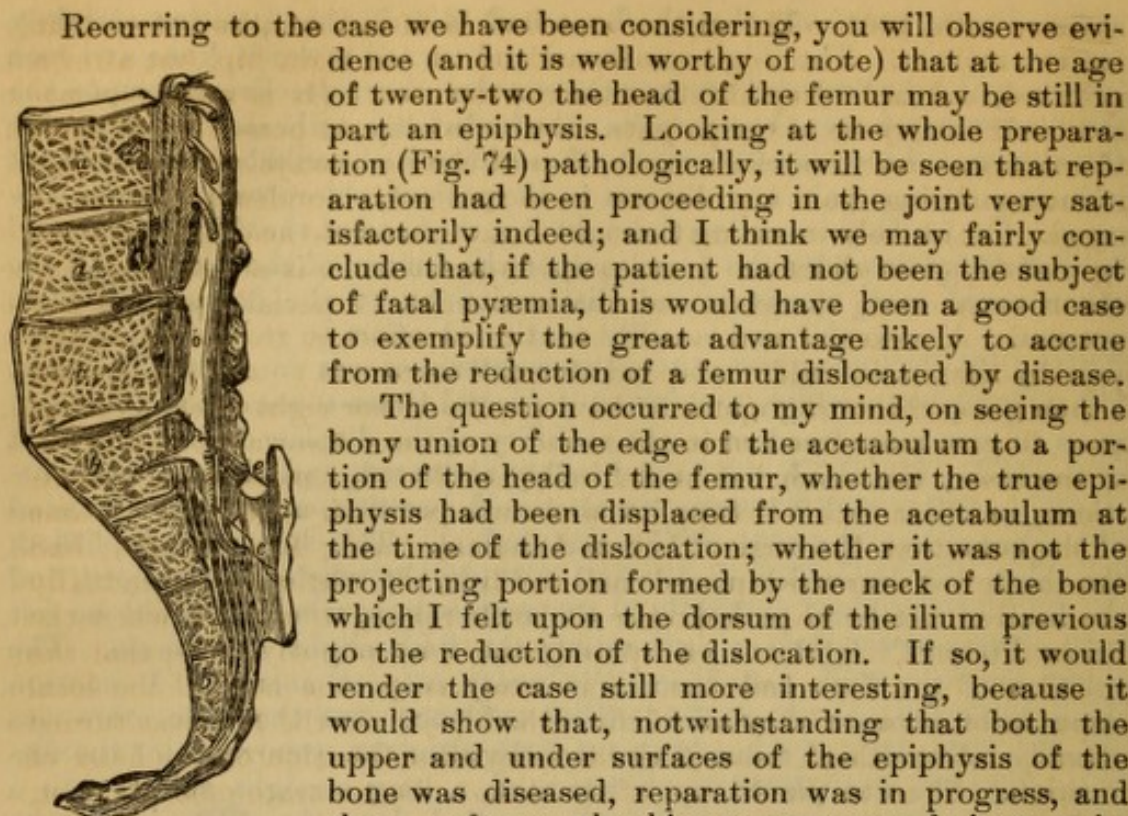 Recurring to the case we have been considering, you will observe evi-
dence (and it is well worthy of note) that at the age
of twenty-two the head of the femur may be still in
part an epiphysis. Looking at the whole prepara-
tion (Fig. 74) pathologically, it will be seen that rep-
aration had been proceeding in the joint very sat-
isfactorily indeed; and I think we may fairly con-
clude that, if the patient had not been the subject
of fatal pyæmia, this would have been a good case
to exemplify the great advantage likely to accrue
from the reduction of a femur dislocated by disease.
The question occurred to my mind, on seeing the
bony union of the edge of the acetabulum to a por-
tion of the head of the femur, whether the true epi-
physis had been displaced from the acetabulum at
the time of the dislocation; whether it was not the
projecting portion formed by the neck of the bone
which I felt upon the dorsum of the ilium previous
to the reduction of the dislocation. If so, it would
render the case still more interesting, because it
would show that, notwithstanding that both the
upper and under surfaces of the epiphysis of the
bone was diseased, reparation was in progress, and